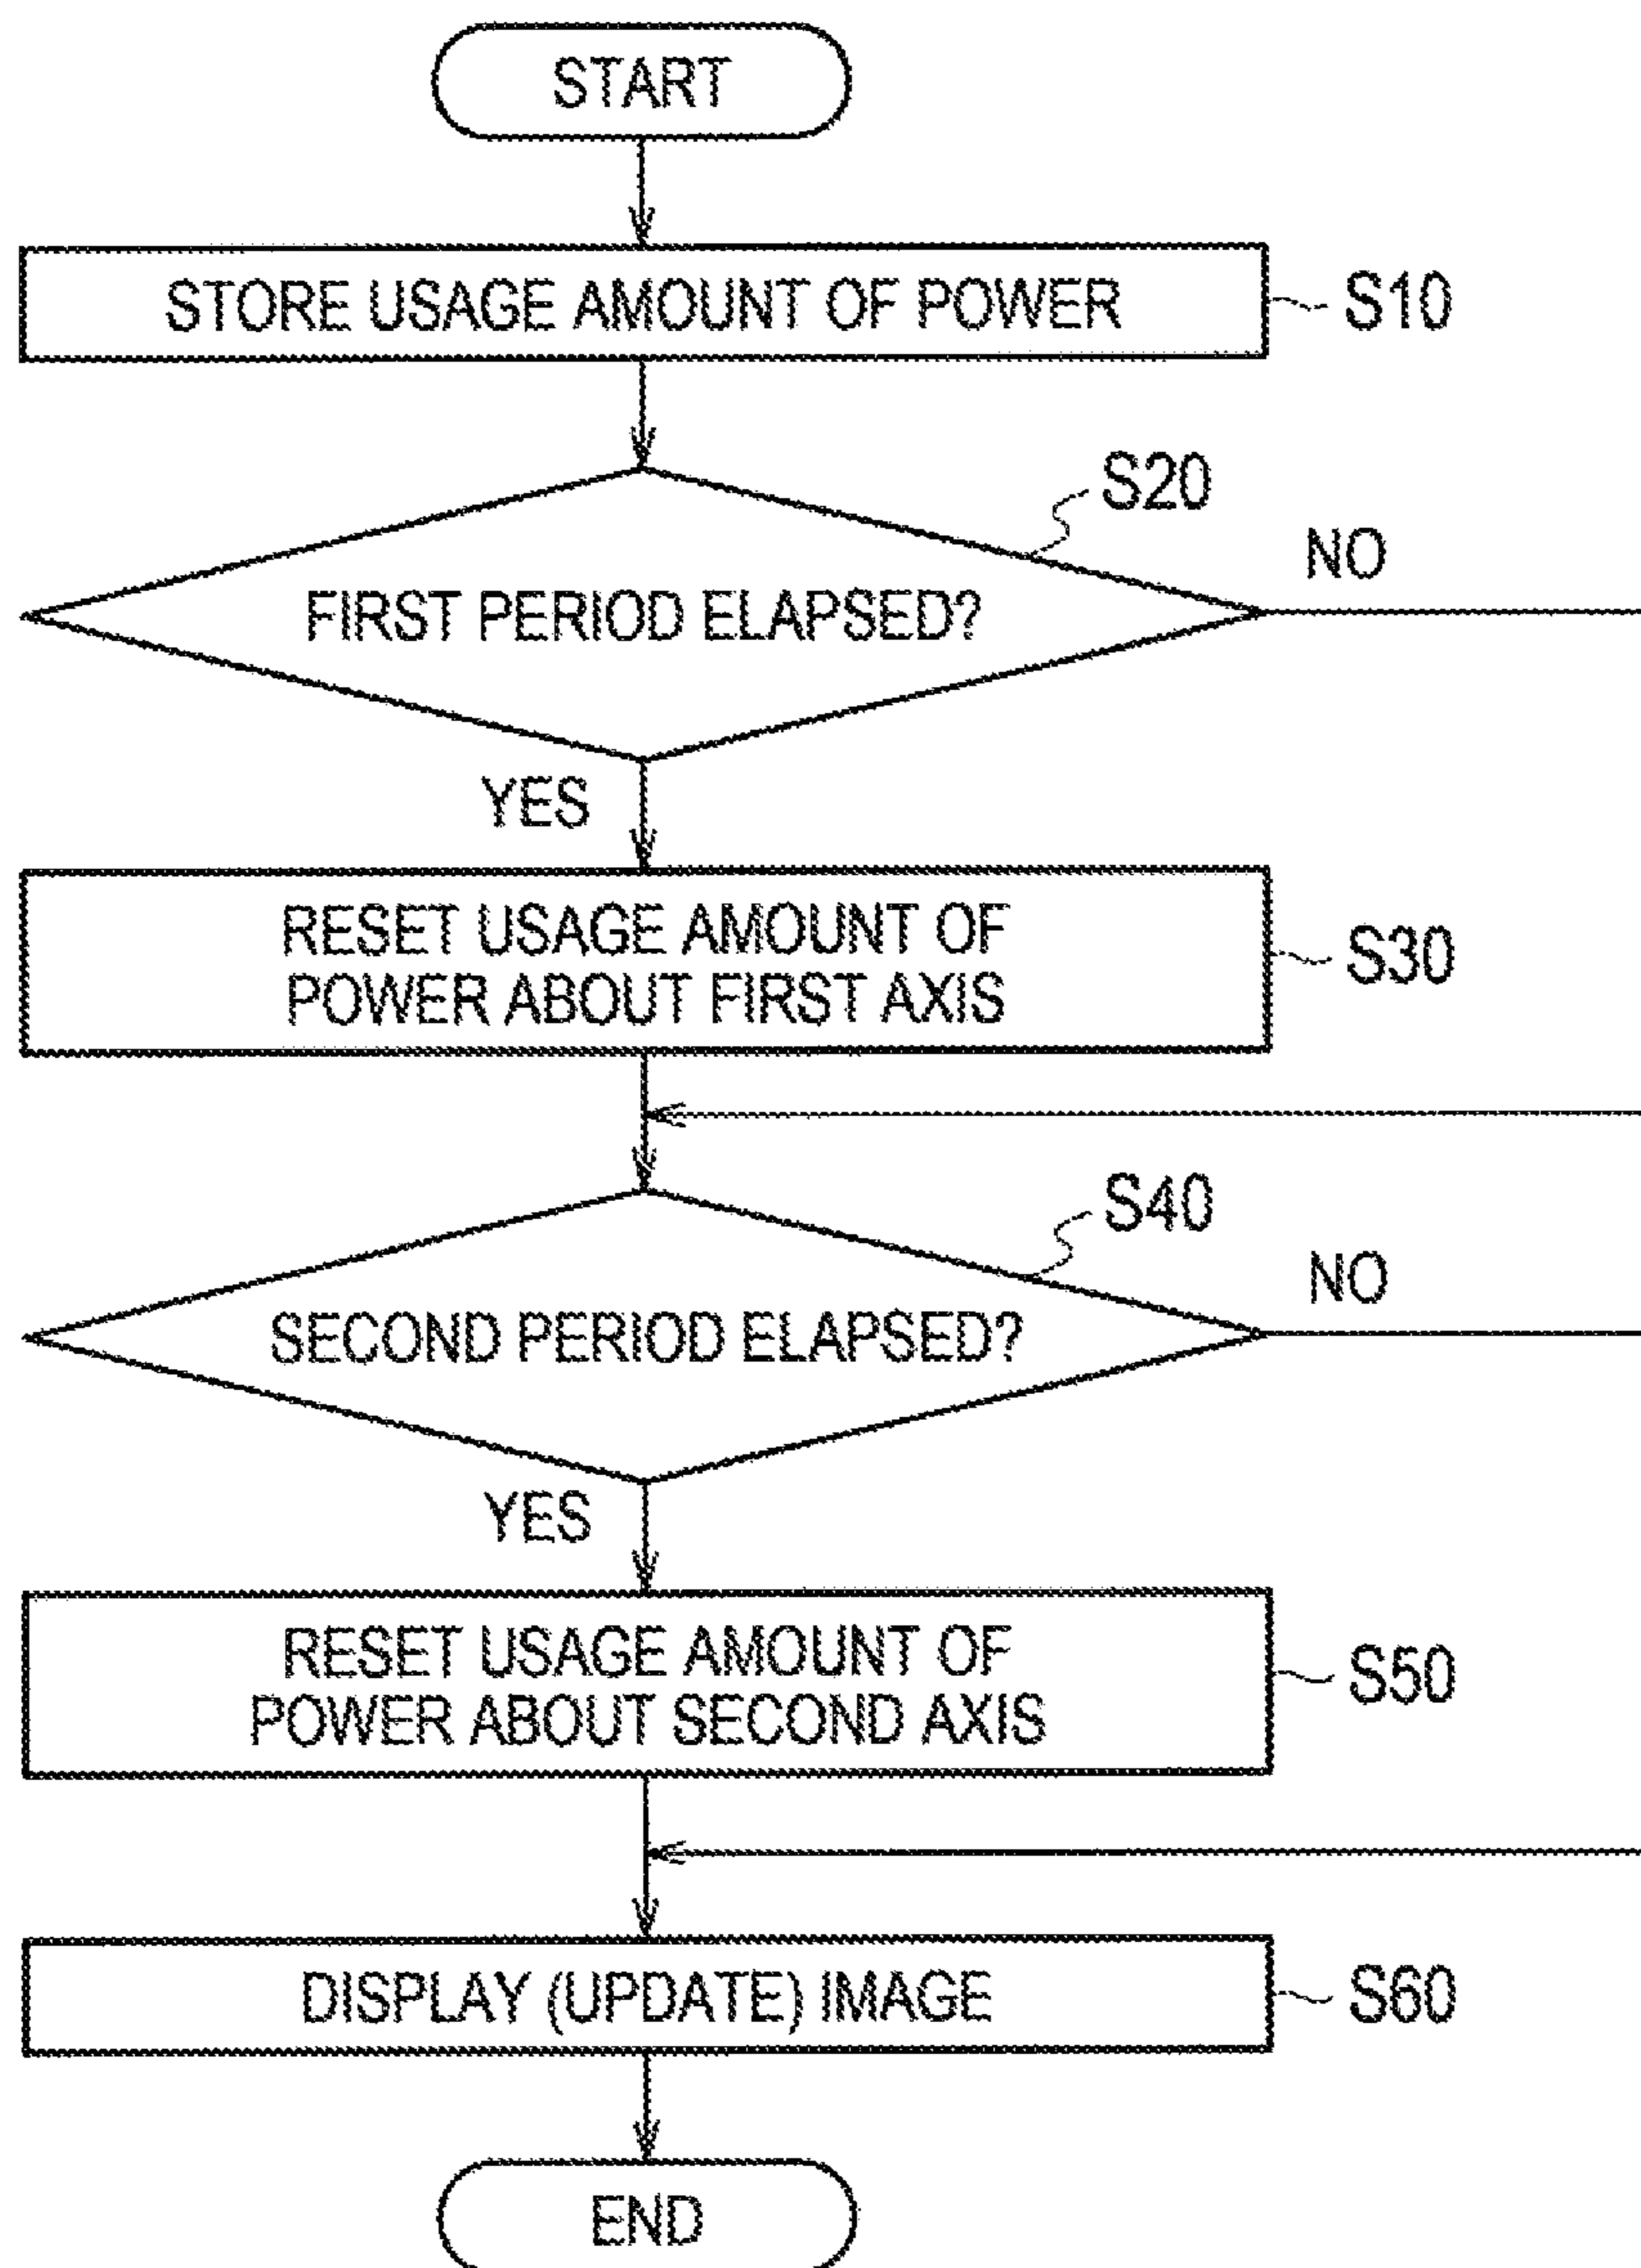 START
STORE USAGE AMOUNT OF POWER
S10
S20
NO
FIRST PERIOD ELAPSED?
YES
RESET USAGE AMOUNT OF
POWER ABOUT FIRST AXIS
S30
S40
NO
SECOND PERIOD ELAPSED?
YES
RESET USAGE AMOUNT OF
POWER ABOUT SECOND AXIS
S50
DISPLAY (UPDATE) IMAGE
S60
END